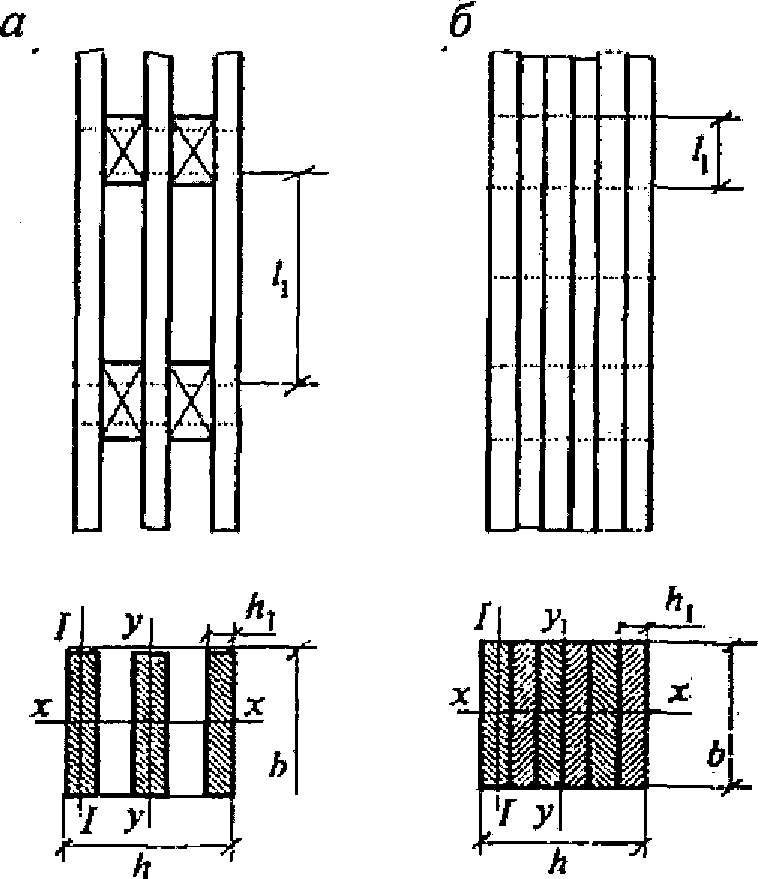 а б
l₁ l₁
I y h₁ I y₁ h₁
x x b x x b
I y I y
h h